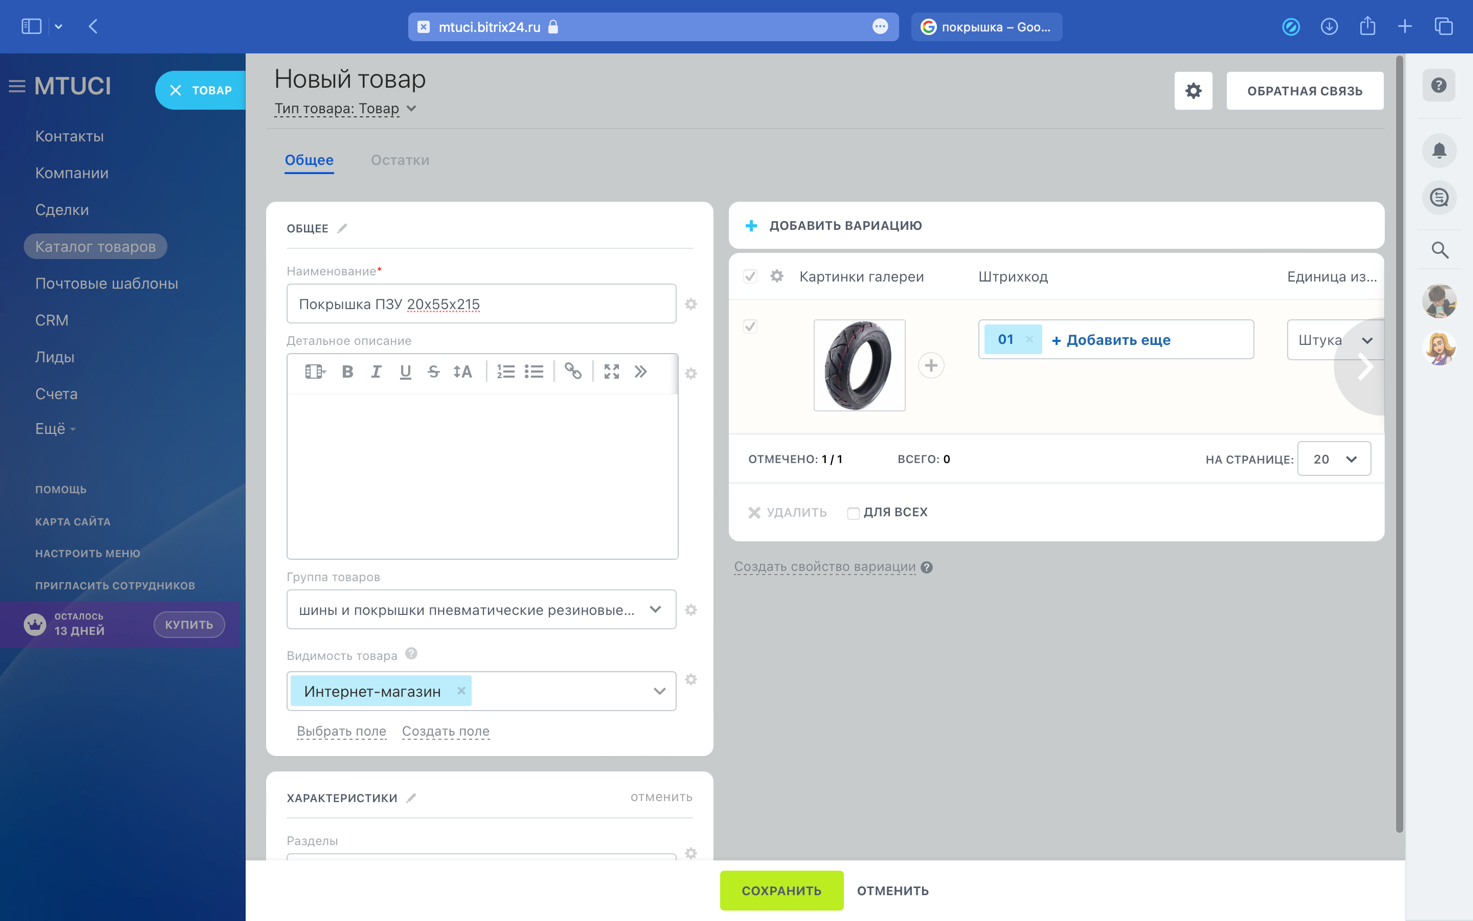 mtuci.bitrix24.ru
покрышка – Goo...
MTUCI
ТОВАР
Контакты
Компании
Сделки
Каталог товаров
Почтовые шаблоны
CRM
Лиды
Счета
Ещё
ПОМОЩЬ
КАРТА САЙТА
НАСТРОИТЬ МЕНЮ
ПРИГЛАСИТЬ СОТРУДНИКОВ
ОСТАЛОСЬ
13 ДНЕЙ
КУПИТЬ
Новый товар
Тип товара: Товар
ОБРАТНАЯ СВЯЗЬ
Общее
Остатки
ОБЩЕЕ
Наименование*
Покрышка ПЗУ 20x55x215
Детальное описание
B I U S A
Группа товаров
шины и покрышки пневматические резиновые...
Видимость товара
Интернет-магазин
Выбрать поле Создать поле
ХАРАКТЕРИСТИКИ
отменить
Разделы
ДОБАВИТЬ ВАРИАЦИЮ
Картинки галереи Штрихкод Единица из...
01 + Добавить еще
Штука
ОТМЕЧЕНО: 1 / 1 ВСЕГО: 0 НА СТРАНИЦЕ: 20
УДАЛИТЬ ДЛЯ ВСЕХ
Создать свойство вариации
СОХРАНИТЬ ОТМЕНИТЬ